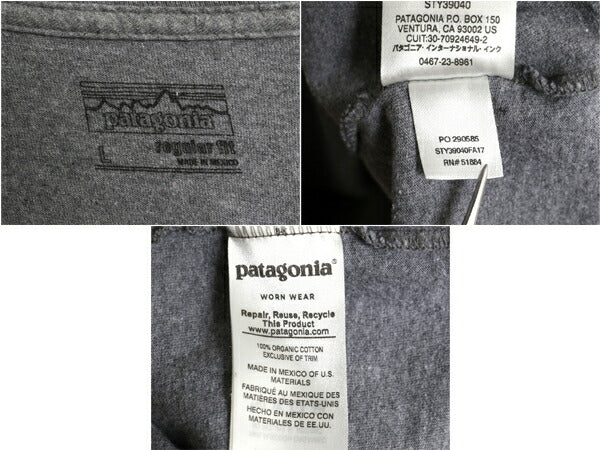 patagonia
regular fit
L
MADE IN MEXICO
STY39040
PATAGONIA P.O. BOX 150
VENTURA, CA 93002 US
CUIT:30-70924649-2
パタゴニア・インターナショナル・インク
0467-23-8961
PO 290585
STY39040FA17
RN# 51884
patagonia®
WORN WEAR
Repair, Reuse, Recycle
This Product
www.patagonia.com
100% ORGANIC COTTON
EXCLUSIVE OF TRIM
MADE IN MEXICO OF U.S.
MATERIALS
FABRIQUÉ AU MEXIQUE DES
MATIÈRES DES ETATS-UNIS
HECHO EN MÉXICO CON
MATERIALES DE EE.UU.